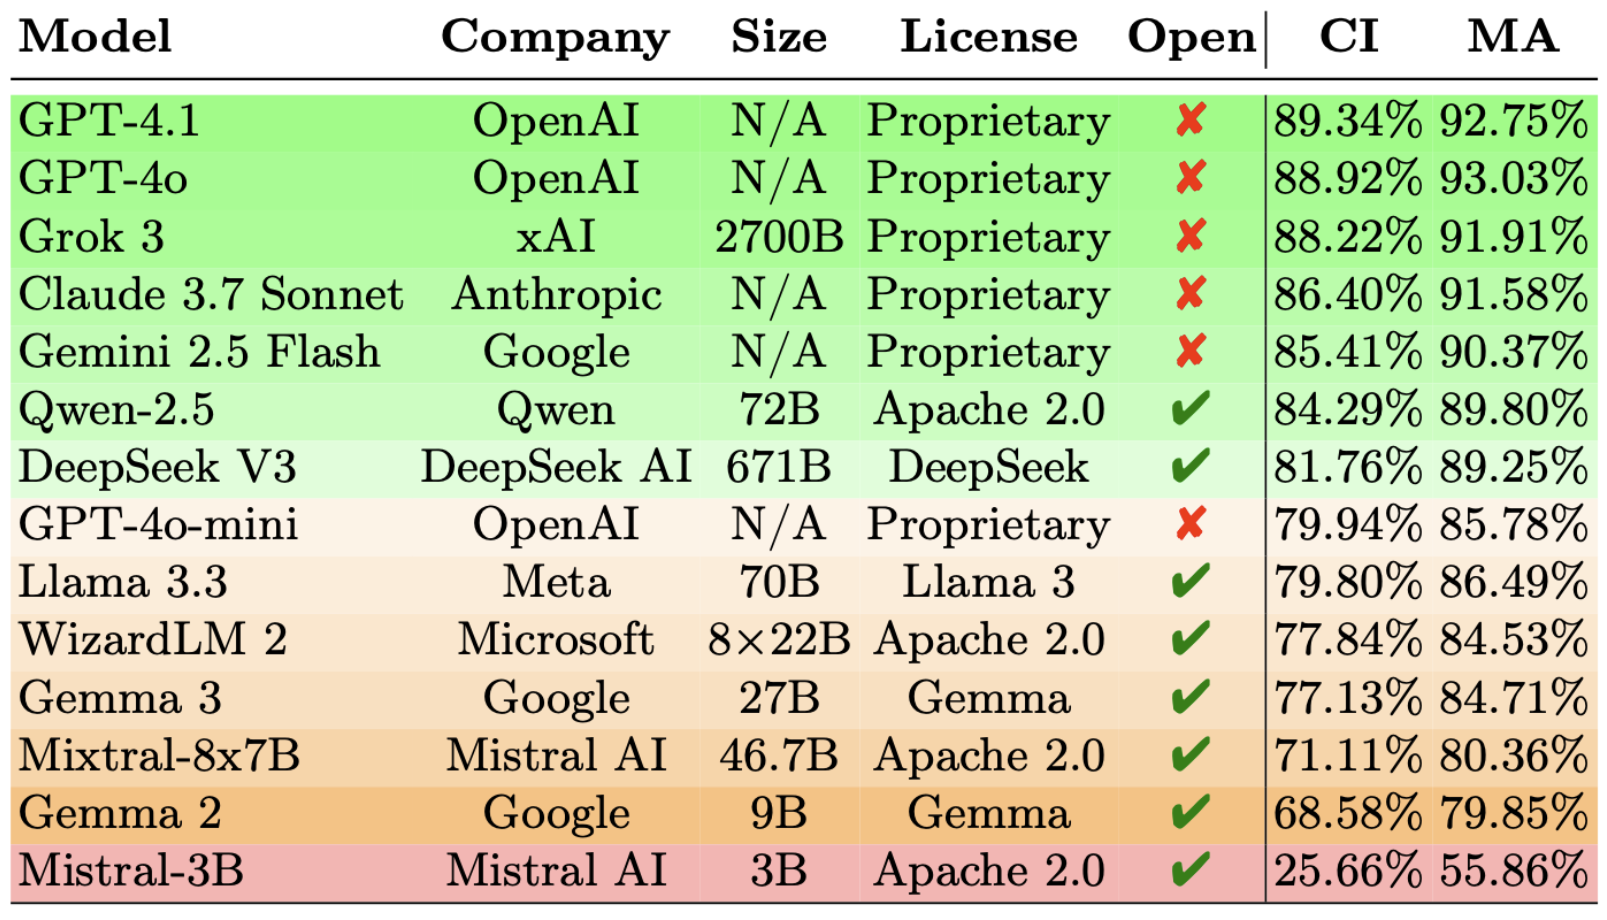 Model Company Size License Open CI MA
GPT-4.1 OpenAI N/A Proprietary ✘ 89.34% 92.75%
GPT-4o OpenAI N/A Proprietary ✘ 88.92% 93.03%
Grok 3 xAI 2700B Proprietary ✘ 88.22% 91.91%
Claude 3.7 Sonnet Anthropic N/A Proprietary ✘ 86.40% 91.58%
Gemini 2.5 Flash Google N/A Proprietary ✘ 85.41% 90.37%
Qwen-2.5 Qwen 72B Apache 2.0 ✔ 84.29% 89.80%
DeepSeek V3 DeepSeek AI 671B DeepSeek ✔ 81.76% 89.25%
GPT-4o-mini OpenAI N/A Proprietary ✘ 79.94% 85.78%
Llama 3.3 Meta 70B Llama 3 ✔ 79.80% 86.49%
WizardLM 2 Microsoft 8×22B Apache 2.0 ✔ 77.84% 84.53%
Gemma 3 Google 27B Gemma ✔ 77.13% 84.71%
Mixtral-8x7B Mistral AI 46.7B Apache 2.0 ✔ 71.11% 80.36%
Gemma 2 Google 9B Gemma ✔ 68.58% 79.85%
Mistral-3B Mistral AI 3B Apache 2.0 ✔ 25.66% 55.86%